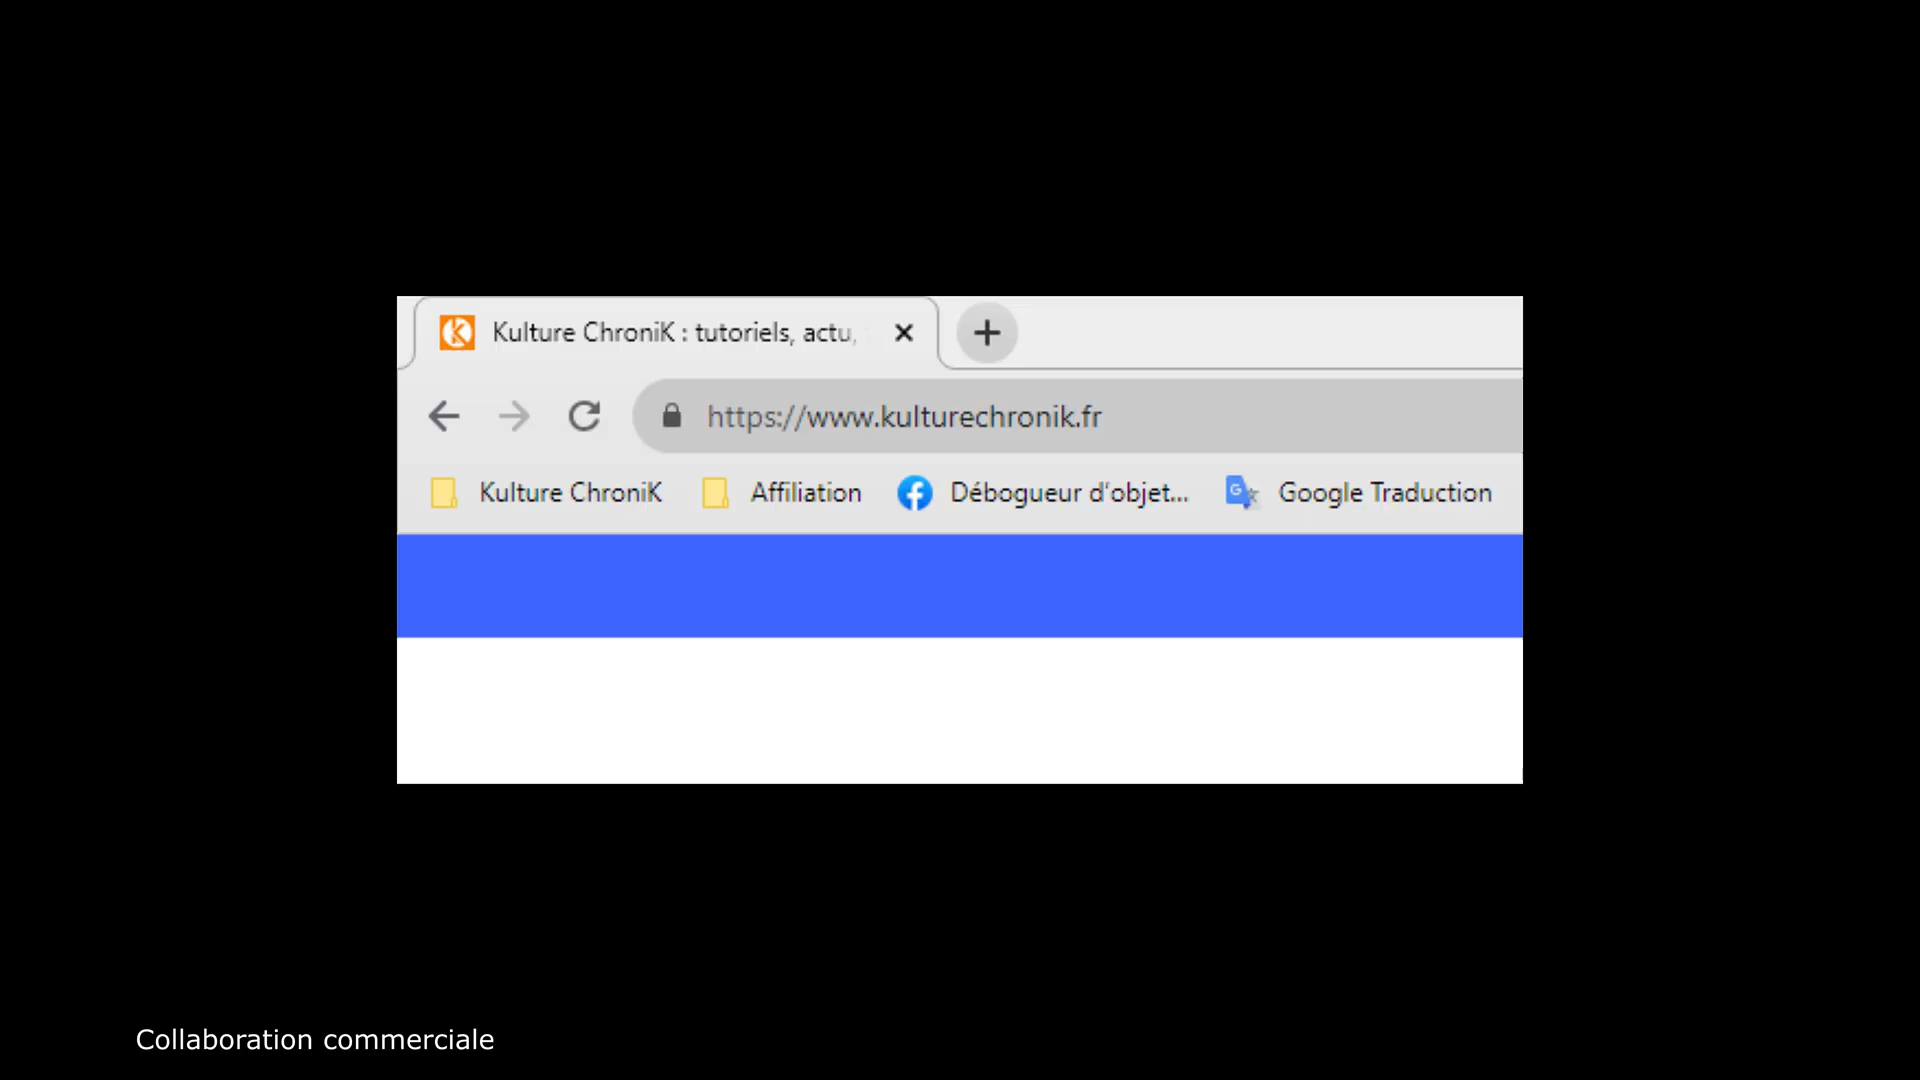 Kulture ChroniK : tutoriels, actu,
https://www.kulturechronik.fr
Kulture ChroniK Affiliation Débogueur d'objet... Google Traduction
Collaboration commerciale